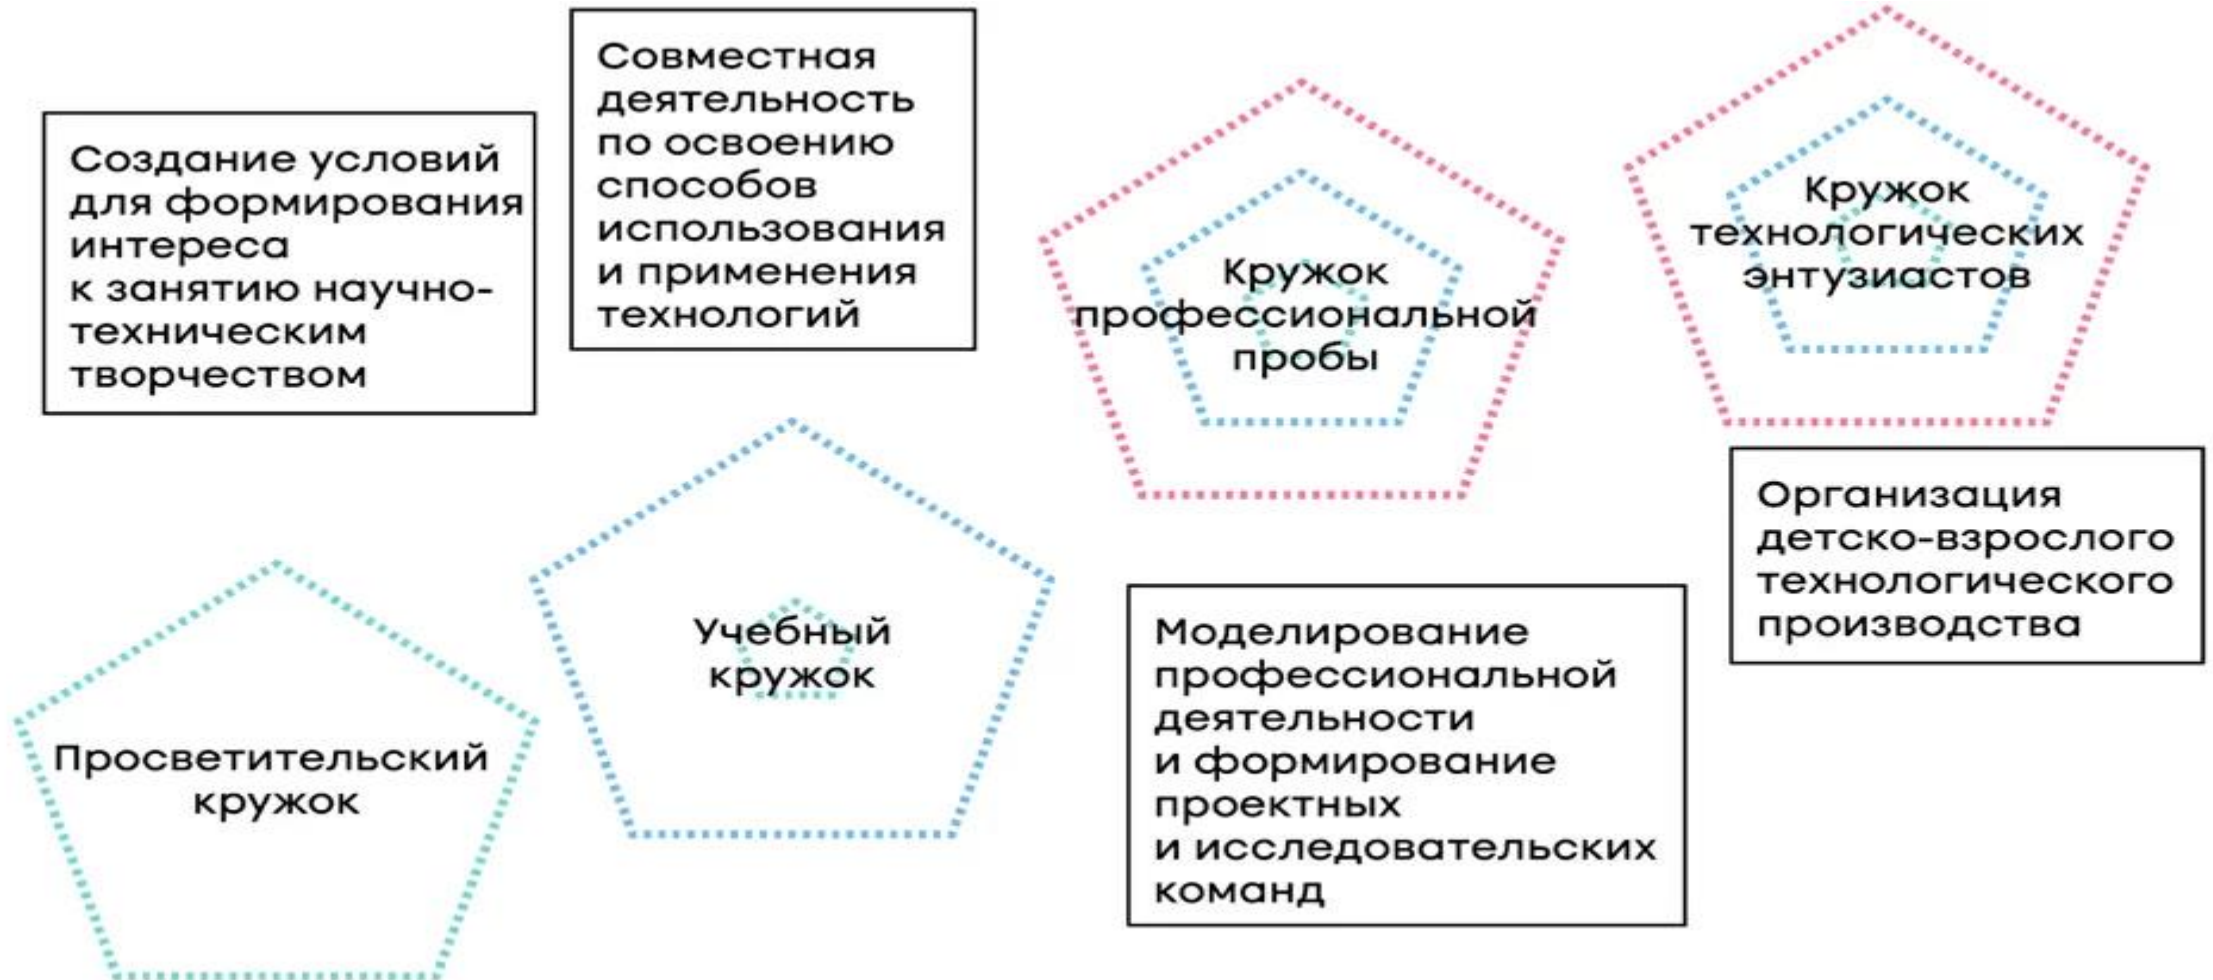 Создание условий
для формирования
интереса
к занятию научно-
техническим
творчеством
Просветительский
кружок
Совместная
деятельность
по освоению
способов
использования
и применения
технологий
Учебный
кружок
Кружок
профессиональной
пробы
Моделирование
профессиональной
деятельности
и формирование
проектных
и исследовательских
команд
Кружок
технологических
энтузиастов
Организация
детско-взрослого
технологического
производства